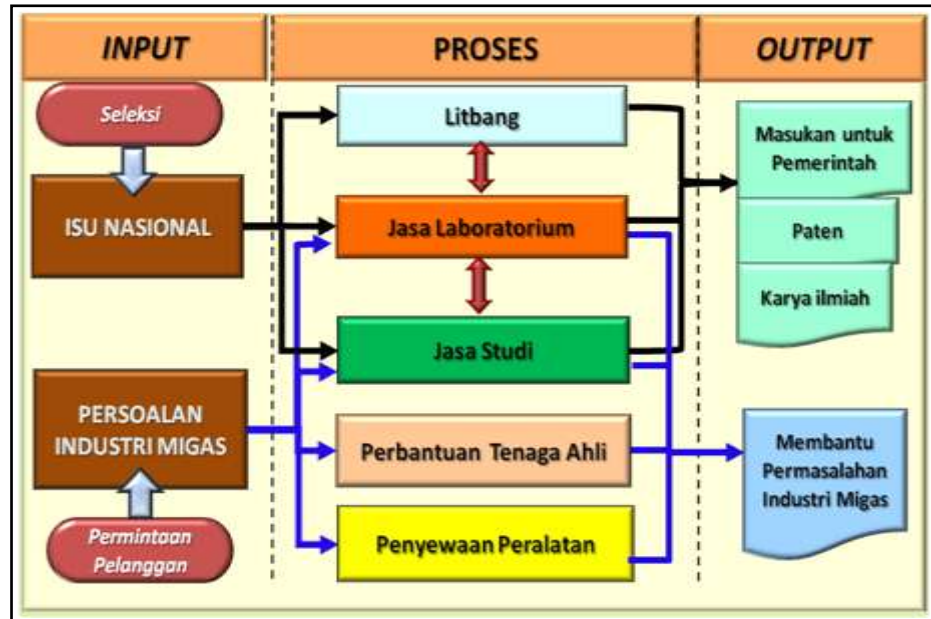 INPUT
PROSES
OUTPUT
Seleksi
ISU NASIONAL
PERSOALAN
INDUSTRI MIGAS
Permintaan
Pelanggan
Litbang
Jasa Laboratorium
Jasa Studi
Perbantuan Tenaga Ahli
Penyewaan Peralatan
Masukan untuk
Pemerintah
Paten
Karya ilmiah
Membantu
Permasalahan
Industri Migas